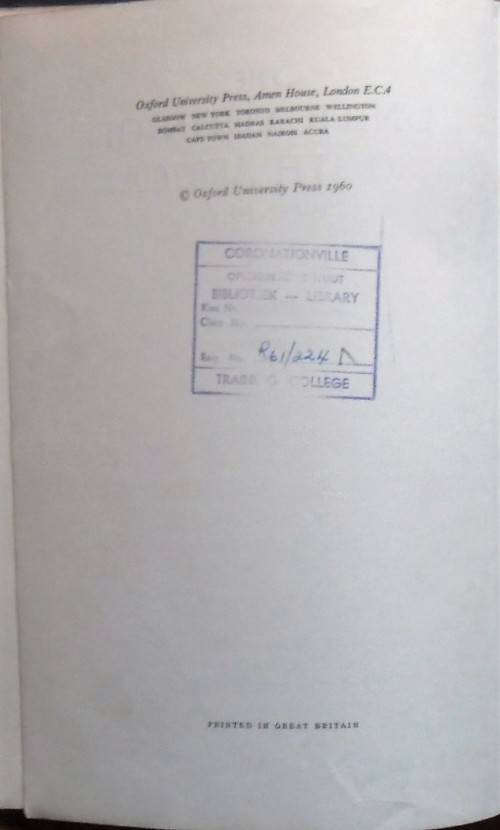 Oxford University Press, Amen House, London E.C.4
GLASGOW NEW YORK TORONTO MELBOURNE WELLINGTON
BOMBAY CALCUTTA MADRAS KARACHI KUALA LUMPUR
CAPE TOWN IBADAN NAIROBI ACCRA
© Oxford University Press 1960
CORONATIONVILLE
BIBLIOTEEK — LIBRARY
Klas Nr.
Class No.
Reg. No. R61/224
COLLEGE
PRINTED IN GREAT BRITAIN